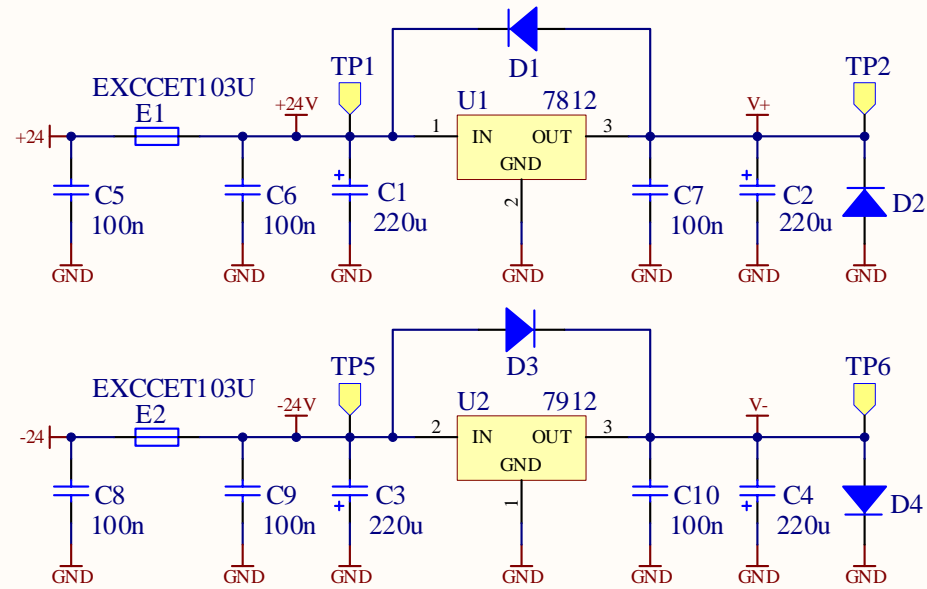 D1
TP1
TP2
EXCCET103U
E1
+24V
U1
7812
V+
+24
1
IN
OUT
3
GND
2
+
C5
100n
C6
100n
C1
220u
C7
100n
+
C2
220u
D2
GND
GND
GND
GND
GND
GND
GND
D3
TP5
TP6
EXCCET103U
E2
-24V
U2
7912
V-
-24
2
IN
OUT
3
GND
1
C8
100n
C9
100n
+
C3
220u
C10
100n
+
C4
220u
D4
GND
GND
GND
GND
GND
GND
GND